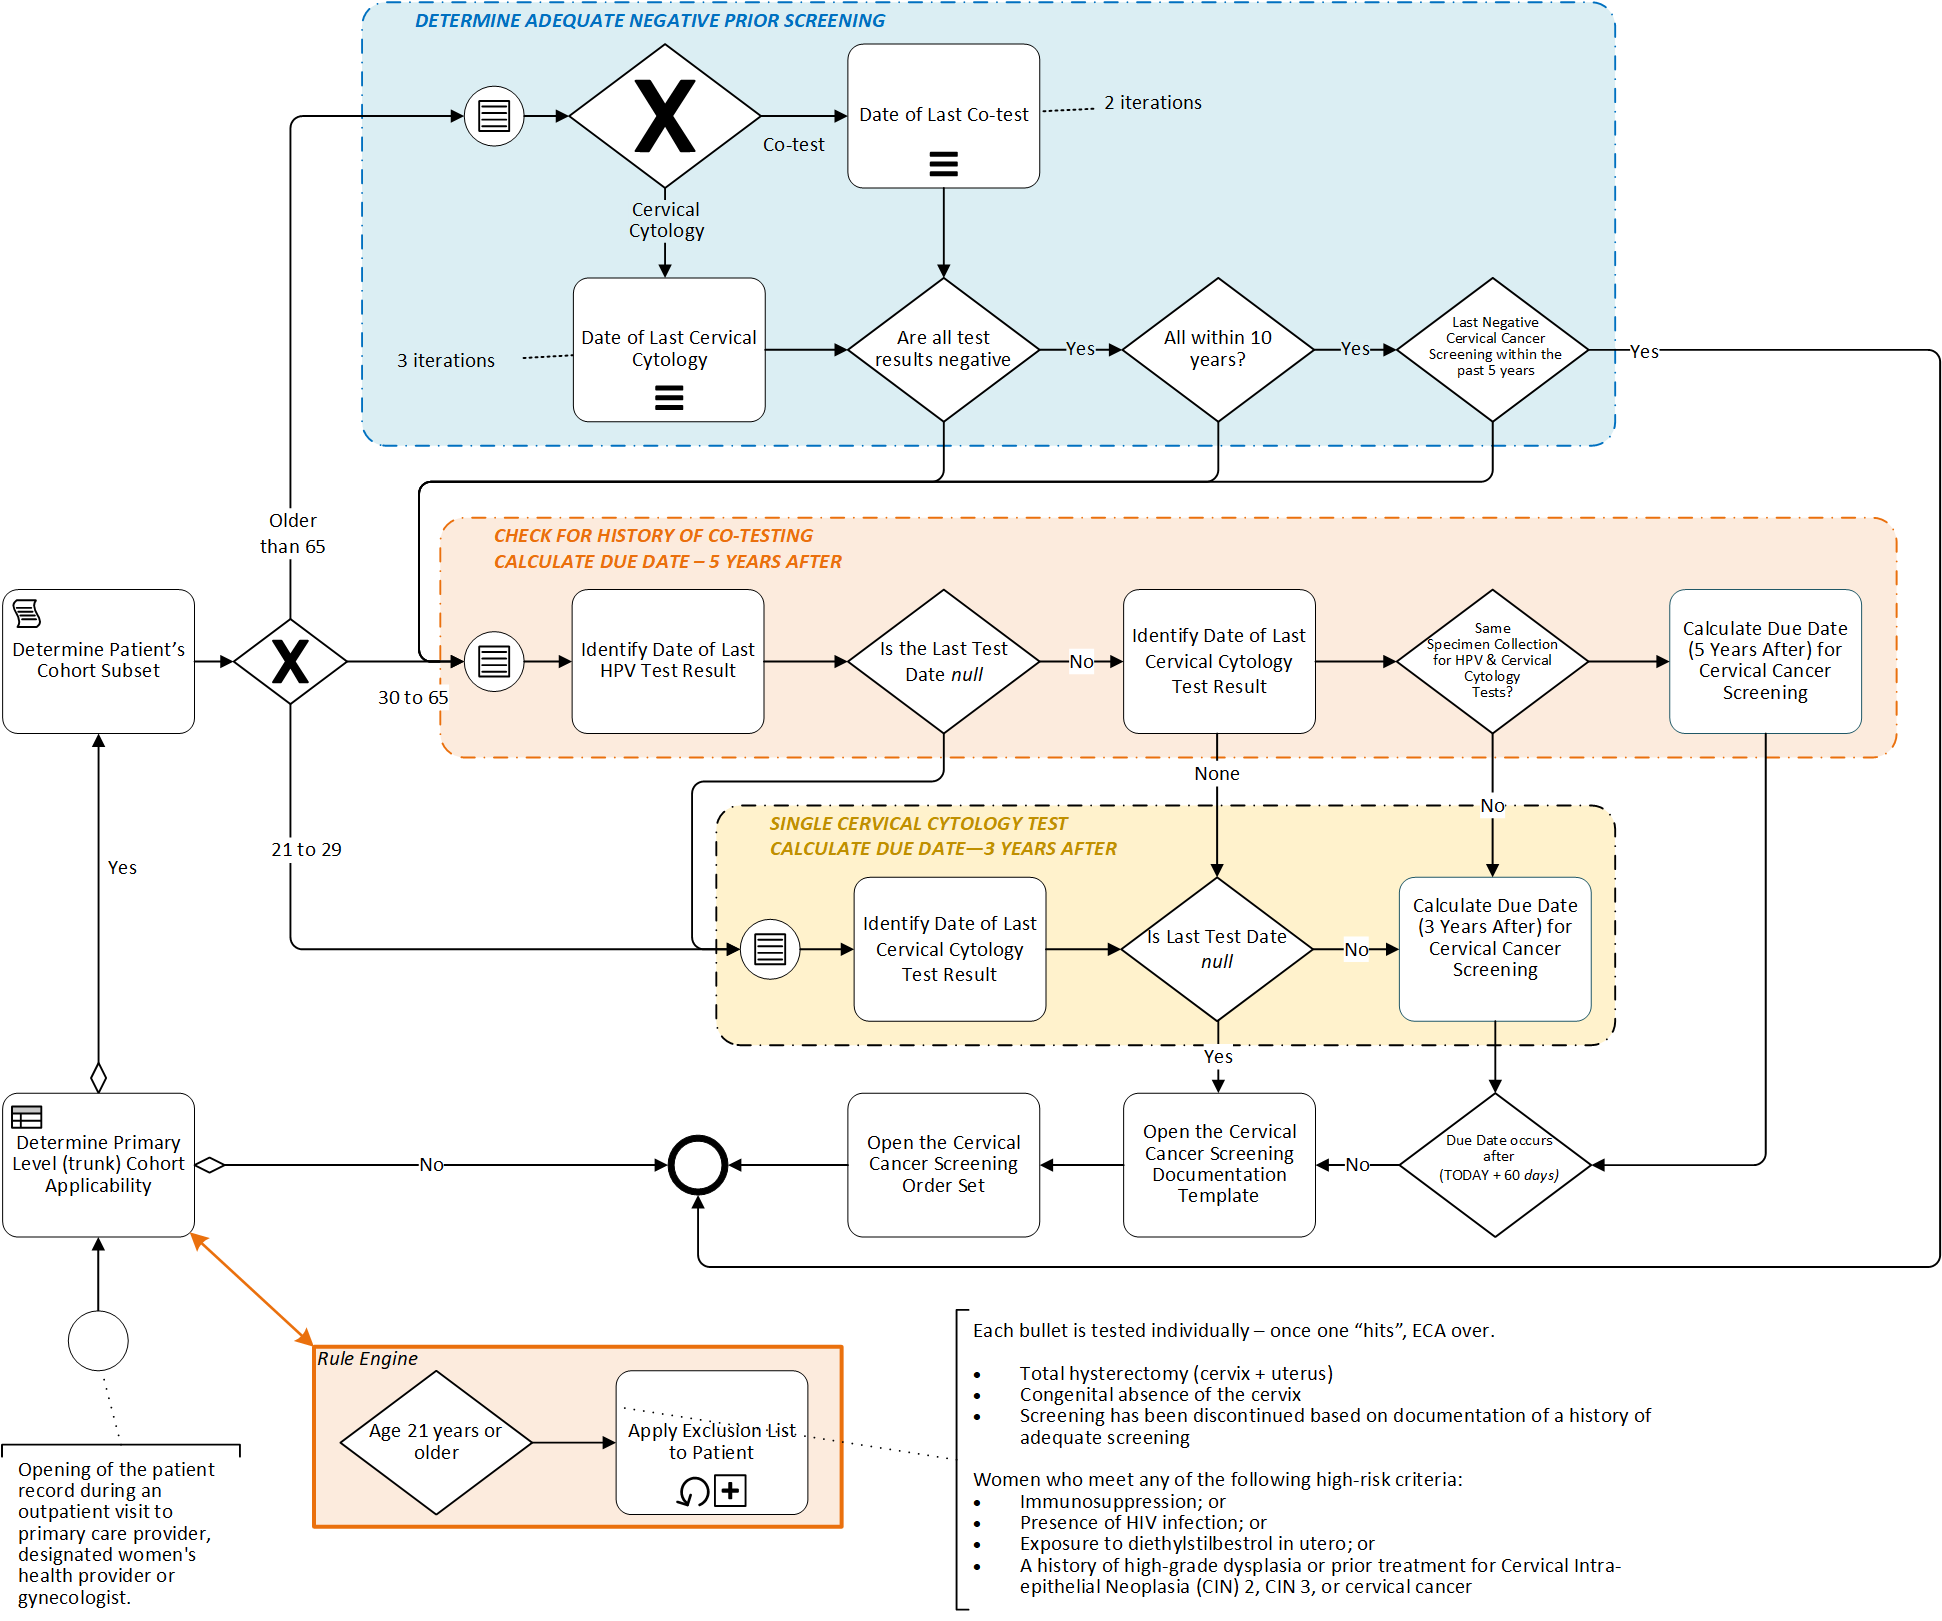 DETERMINE ADEQUATE NEGATIVE PRIOR SCREENING
X
Co-test
Date of Last Co-test
2 iterations
Cervical
Cytology
3 iterations
Date of Last Cervical
Cytology
Are all test
results negative
Yes
All within 10
years?
Yes
Last Negative
Cervical Cancer
Screening within the
past 5 years
Yes
Older
than 65
CHECK FOR HISTORY OF CO-TESTING
CALCULATE DUE DATE – 5 YEARS AFTER
Determine Patient's
Cohort Subset
X
30 to 65
Identify Date of Last
HPV Test Result
Is the Last Test
Date null
No
Identify Date of Last
Cervical Cytology
Test Result
Same
Specimen Collection
for HPV & Cervical
Cytology
Tests?
Calculate Due Date
(5 Years After) for
Cervical Cancer
Screening
None
No
21 to 29
Yes
SINGLE CERVICAL CYTOLOGY TEST
CALCULATE DUE DATE—3 YEARS AFTER
Identify Date of Last
Cervical Cytology
Test Result
Is Last Test Date
null
No
Calculate Due Date
(3 Years After) for
Cervical Cancer
Screening
Yes
Determine Primary
Level (trunk) Cohort
Applicability
No
Open the Cervical
Cancer Screening
Order Set
Open the Cervical
Cancer Screening
Documentation
Template
No
Due Date occurs
after
(TODAY + 60 days)
Rule Engine
Age 21 years or
older
Apply Exclusion List
to Patient
Opening of the patient
record during an
outpatient visit to
primary care provider,
designated women's
health provider or
gynecologist.
Each bullet is tested individually – once one “hits”, ECA over.
• Total hysterectomy (cervix + uterus)
• Congenital absence of the cervix
• Screening has been discontinued based on documentation of a history of
adequate screening
Women who meet any of the following high-risk criteria:
• Immunosuppression; or
• Presence of HIV infection; or
• Exposure to diethylstilbestrol in utero; or
• A history of high-grade dysplasia or prior treatment for Cervical Intra-
epithelial Neoplasia (CIN) 2, CIN 3, or cervical cancer